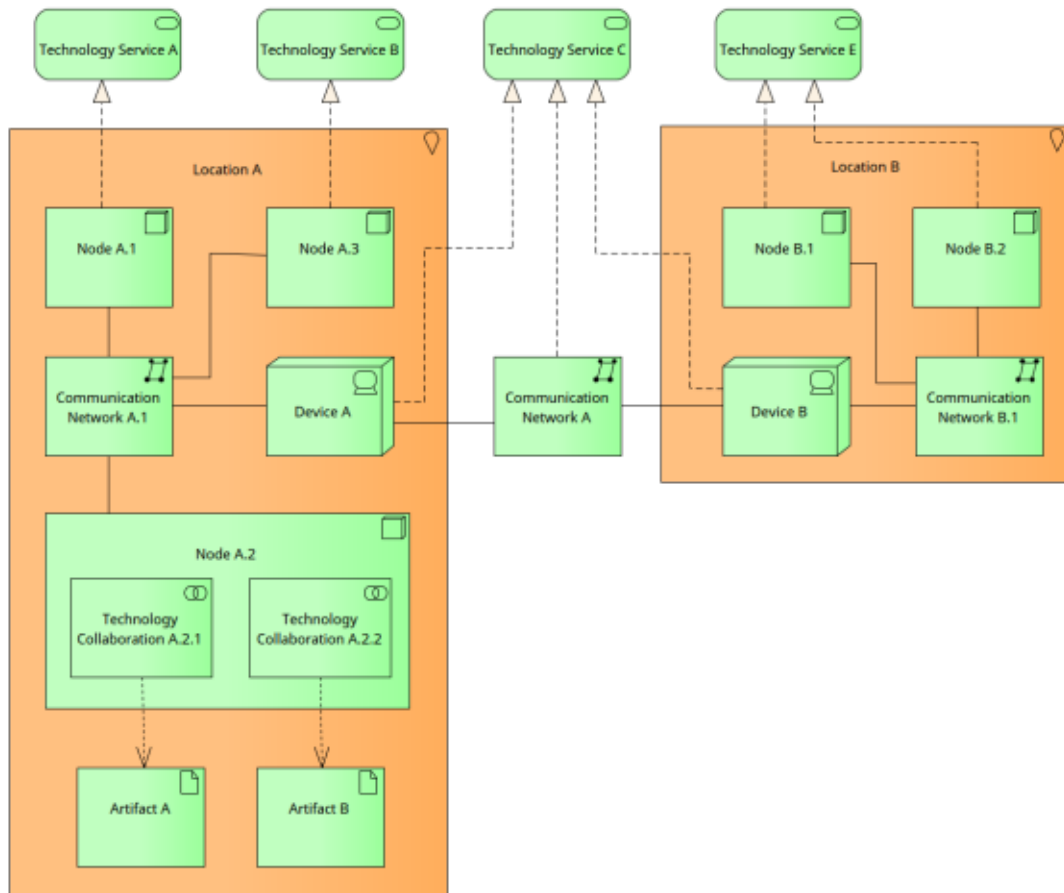 Technology Service A
Technology Service B
Technology Service C
Technology Service E
Location A
Location B
Node A.1
Node A.3
Node B.1
Node B.2
Communication
Network A.1
Device A
Communication
Network A
Device B
Communication
Network B.1
Node A.2
Technology
Collaboration A.2.1
Technology
Collaboration A.2.2
Artifact A
Artifact B